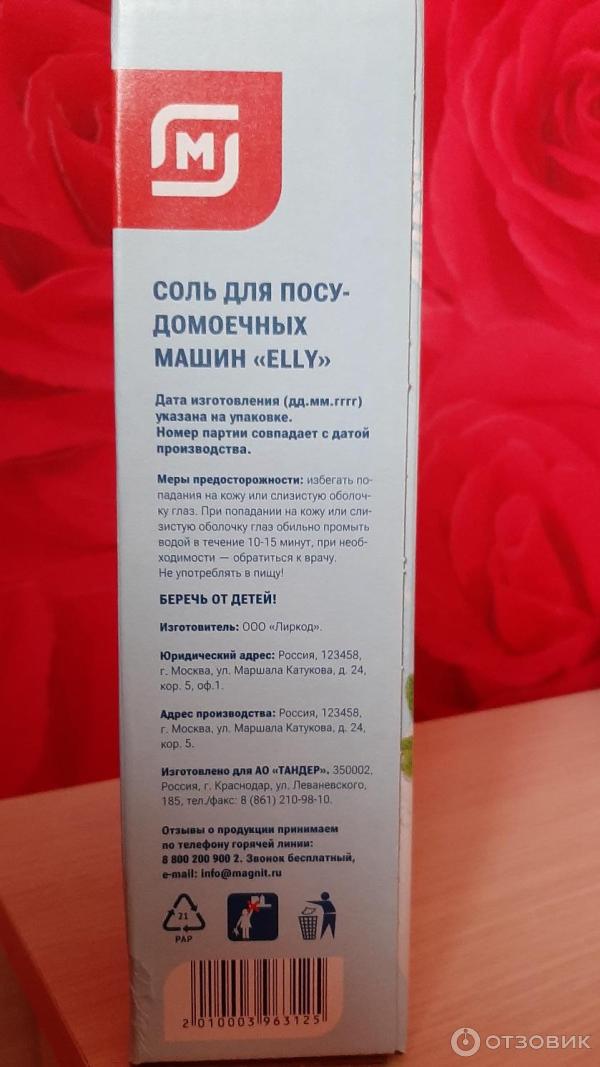 М
СОЛЬ ДЛЯ ПОСУ-
ДОМОЕЧНЫХ
МАШИН «ELLY»
Дата изготовления (дд.мм.гггг)
указана на упаковке.
Номер партии совпадает с датой
производства.
Меры предосторожности: избегать по-
падания на кожу или слизистую оболоч-
ку глаз. При попадании на кожу или сли-
зистую оболочку глаз обильно промыть
водой в течение 10-15 минут, при необ-
ходимости — обратиться к врачу.
Не употреблять в пищу!
БЕРЕЧЬ ОТ ДЕТЕЙ!
Изготовитель: ООО «Лиркод».
Юридический адрес: Россия, 123458,
г. Москва, ул. Маршала Катукова, д. 24,
кор. 5, оф.1.
Адрес производства: Россия, 123458,
г. Москва, ул. Маршала Катукова, д. 24,
кор. 5.
Изготовлено для АО «ТАНДЕР». 350002,
Россия, г. Краснодар, ул. Леваневского,
185, тел./факс: 8 (861) 210-98-10.
Отзывы о продукции принимаем
по телефону горячей линии:
8 800 200 900 2. Звонок бесплатный,
e-mail: info@magnit.ru
21
PAP
2 010003 963125
ОТЗОВИК